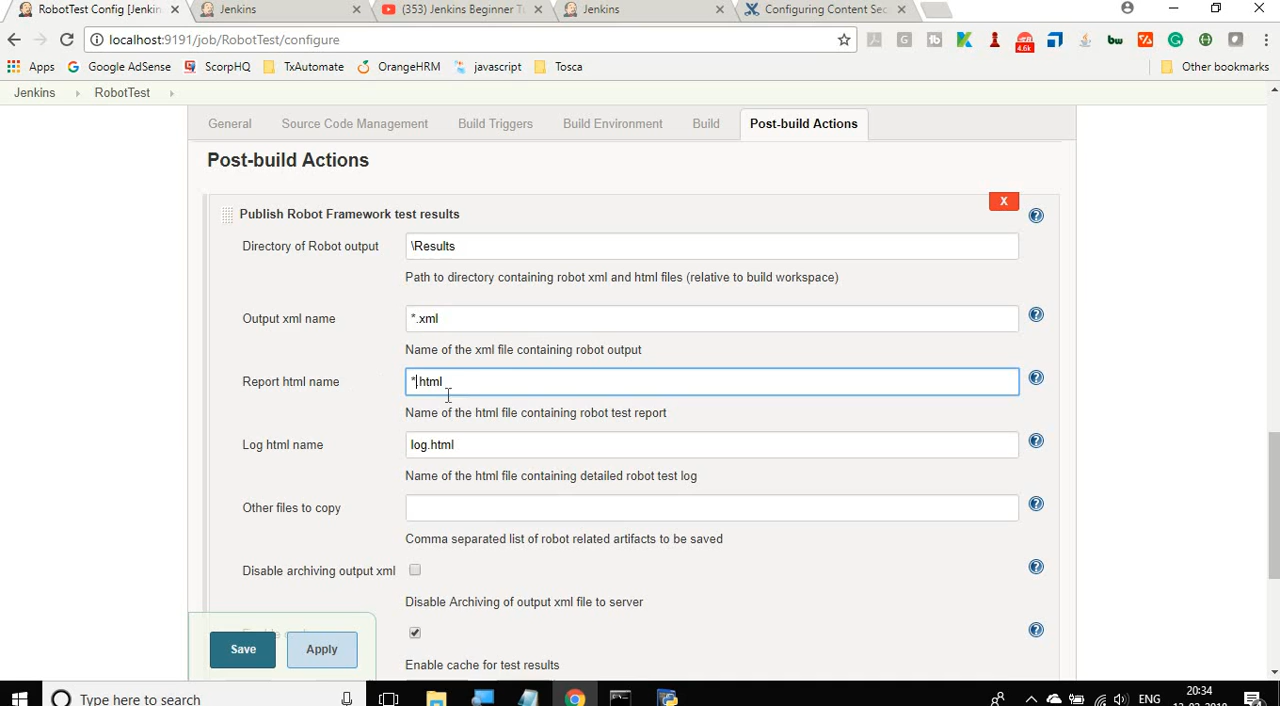 RobotTest Config [Jenkin
Jenkins
(353) Jenkins Beginner T
Jenkins
Configuring Content Sec
localhost:9191/job/RobotTest/configure
4.6k
bw
Apps
Google AdSense
ScorpHQ
TxAutomate
OrangeHRM
javascript
Tosca
Other bookmarks
Jenkins
RobotTest
General
Source Code Management
Build Triggers
Build Environment
Build
Post-build Actions
Post-build Actions
X
Publish Robot Framework test results
Directory of Robot output
\Results
Path to directory containing robot xml and html files (relative to build workspace)
Output xml name
*.xml
Name of the xml file containing robot output
Report html name
*.html
Name of the html file containing robot test report
Log html name
log.html
Name of the html file containing detailed robot test log
Other files to copy
Comma separated list of robot related artifacts to be saved
Disable archiving output xml
Disable Archiving of output xml file to server
Save
Apply
Enable cache for test results
Type here to search
ENG
20:34